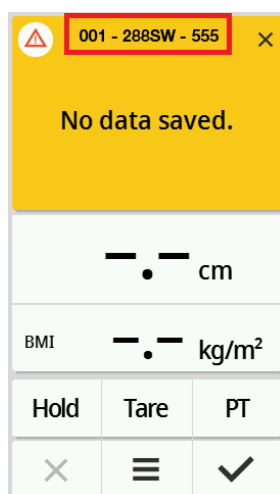 001 - 288SW - 555 ×
No data saved.
–.– cm
BMI –.– kg/m²
Hold Tare PT